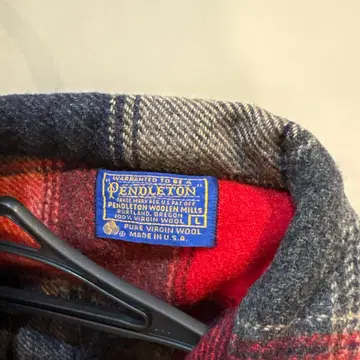 "WARRANTED TO BE A
PENDLETON"
TRADE MARK REG. U.S. PAT. OFF.
PENDLETON WOOLEN MILLS
PORTLAND, OREGON
100% VIRGIN WOOL L
PURE VIRGIN WOOL
MADE IN U.S.A.